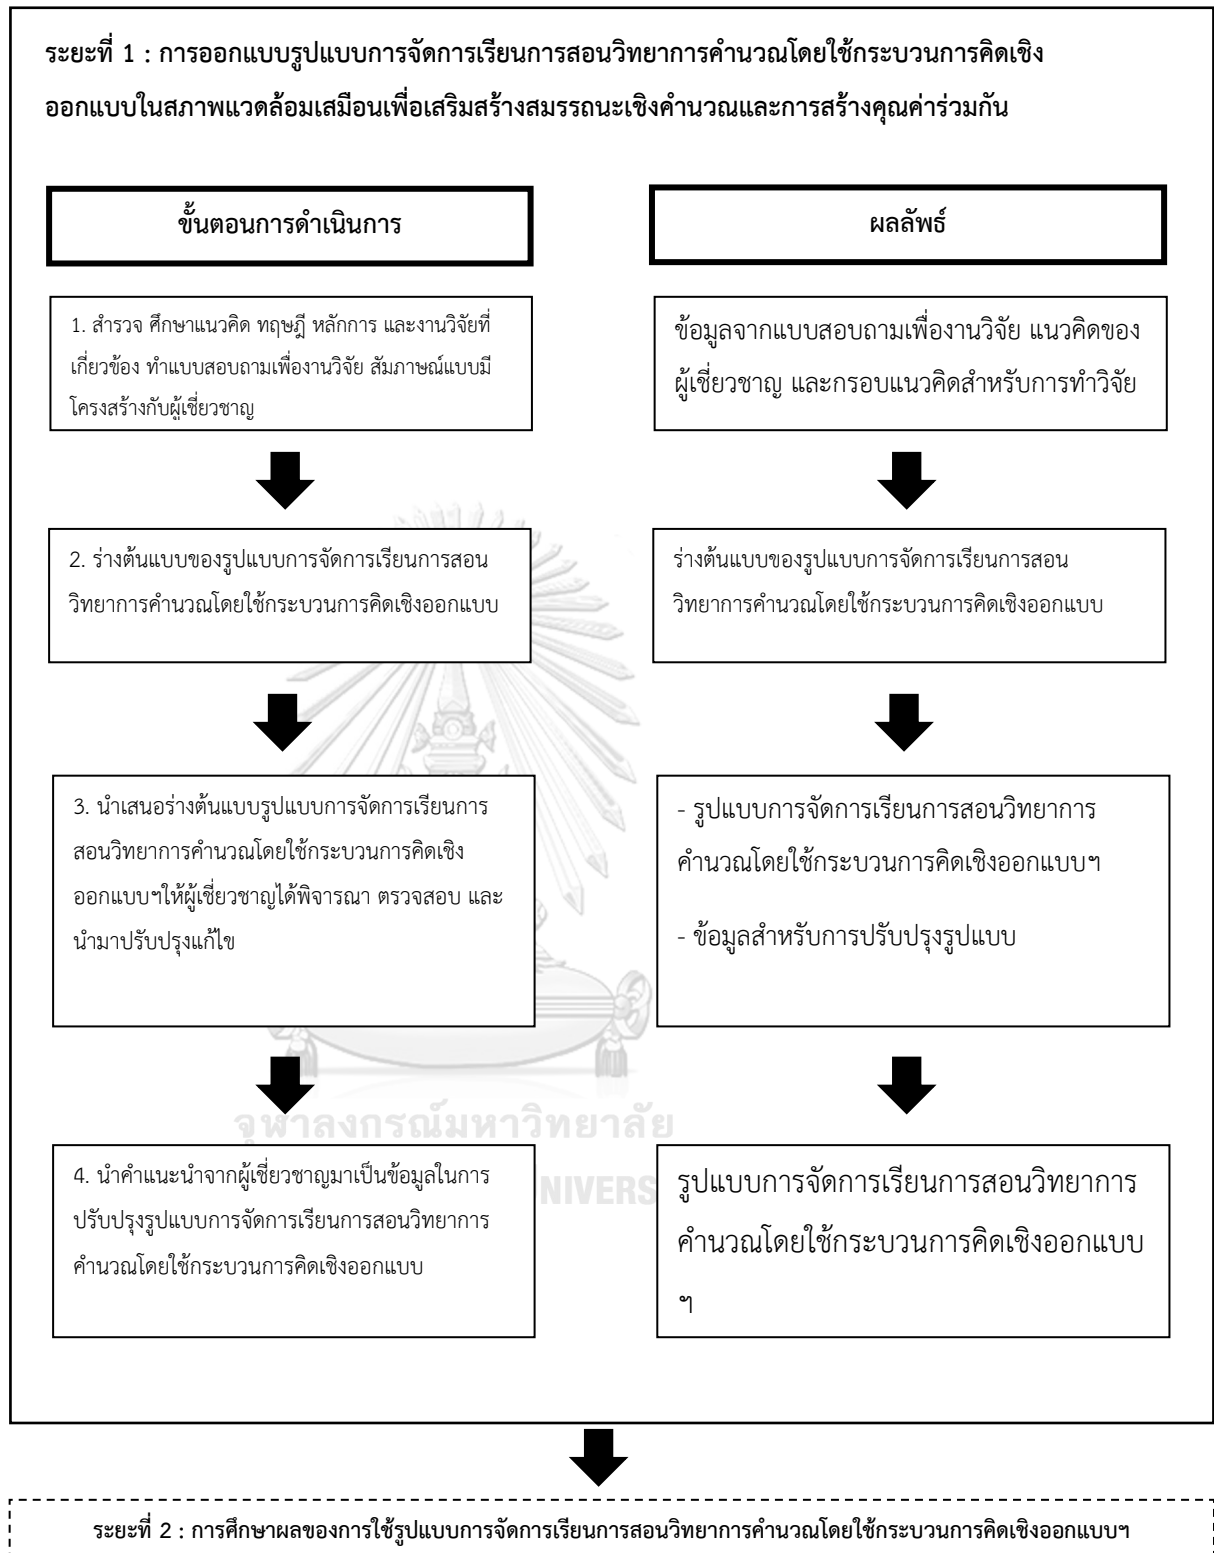 ระยะที่ 1 : การออกแบบรูปแบบการจัดการเรียนการสอนวิทยาการคำนวณโดยใช้กระบวนการคิดเชิง
ออกแบบในสภาพแวดล้อมเสมือนเพื่อเสริมสร้างสมรรถนะเชิงคำนวณและการสร้างคุณค่าร่วมกัน
ขั้นตอนการดำเนินการ
ผลลัพธ์
1. สำรวจ ศึกษาแนวคิด ทฤษฎี หลักการ และงานวิจัยที่
เกี่ยวข้อง ทำแบบสอบถามเพื่องานวิจัย สัมภาษณ์แบบมี
โครงสร้างกับผู้เชี่ยวชาญ
ข้อมูลจากแบบสอบถามเพื่องานวิจัย แนวคิดของ
ผู้เชี่ยวชาญ และกรอบแนวคิดสำหรับการทำวิจัย
2. ร่างต้นแบบของรูปแบบการจัดการเรียนการสอน
วิทยาการคำนวณโดยใช้กระบวนการคิดเชิงออกแบบ
ร่างต้นแบบของรูปแบบการจัดการเรียนการสอน
วิทยาการคำนวณโดยใช้กระบวนการคิดเชิงออกแบบ
3. นำเสนอร่างต้นแบบรูปแบบการจัดการเรียนการ
สอนวิทยาการคำนวณโดยใช้กระบวนการคิดเชิง
ออกแบบฯให้ผู้เชี่ยวชาญได้พิจารณา ตรวจสอบ และ
นำมาปรับปรุงแก้ไข
- รูปแบบการจัดการเรียนการสอนวิทยาการ
คำนวณโดยใช้กระบวนการคิดเชิงออกแบบฯ
- ข้อมูลสำหรับการปรับปรุงรูปแบบ
จุฬาลงกรณ์มหาวิทยาลัย
NIVERS
4. นำคำแนะนำจากผู้เชี่ยวชาญมาเป็นข้อมูลในการ
ปรับปรุงรูปแบบการจัดการเรียนการสอนวิทยาการ
คำนวณโดยใช้กระบวนการคิดเชิงออกแบบ
รูปแบบการจัดการเรียนการสอนวิทยาการ
คำนวณโดยใช้กระบวนการคิดเชิงออกแบบ
ฯ
ระยะที่ 2 : การศึกษาผลของการใช้รูปแบบการจัดการเรียนการสอนวิทยาการคำนวณโดยใช้กระบวนการคิดเชิงออกแบบฯ